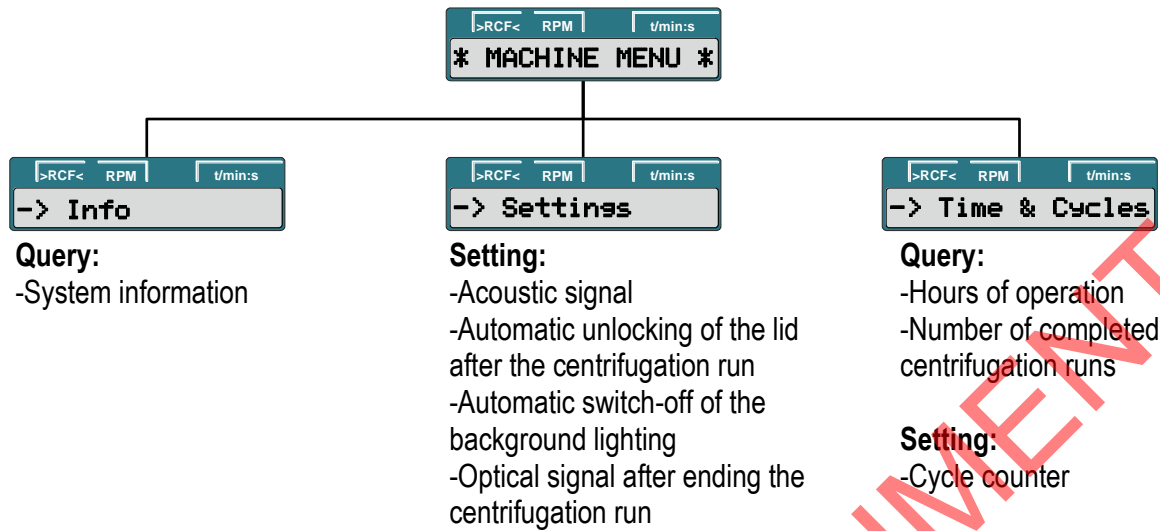 >RCF< RPM t/min:s
* MACHINE MENU *
>RCF< RPM t/min:s
-> Info
Query:
-System information
>RCF< RPM t/min:s
-> Settings
Setting:
-Acoustic signal
-Automatic unlocking of the lid
after the centrifugation run
-Automatic switch-off of the
background lighting
-Optical signal after ending the
centrifugation run
>RCF< RPM t/min:s
-> Time & Cycles
Query:
-Hours of operation
-Number of completed
centrifugation runs
Setting:
-Cycle counter